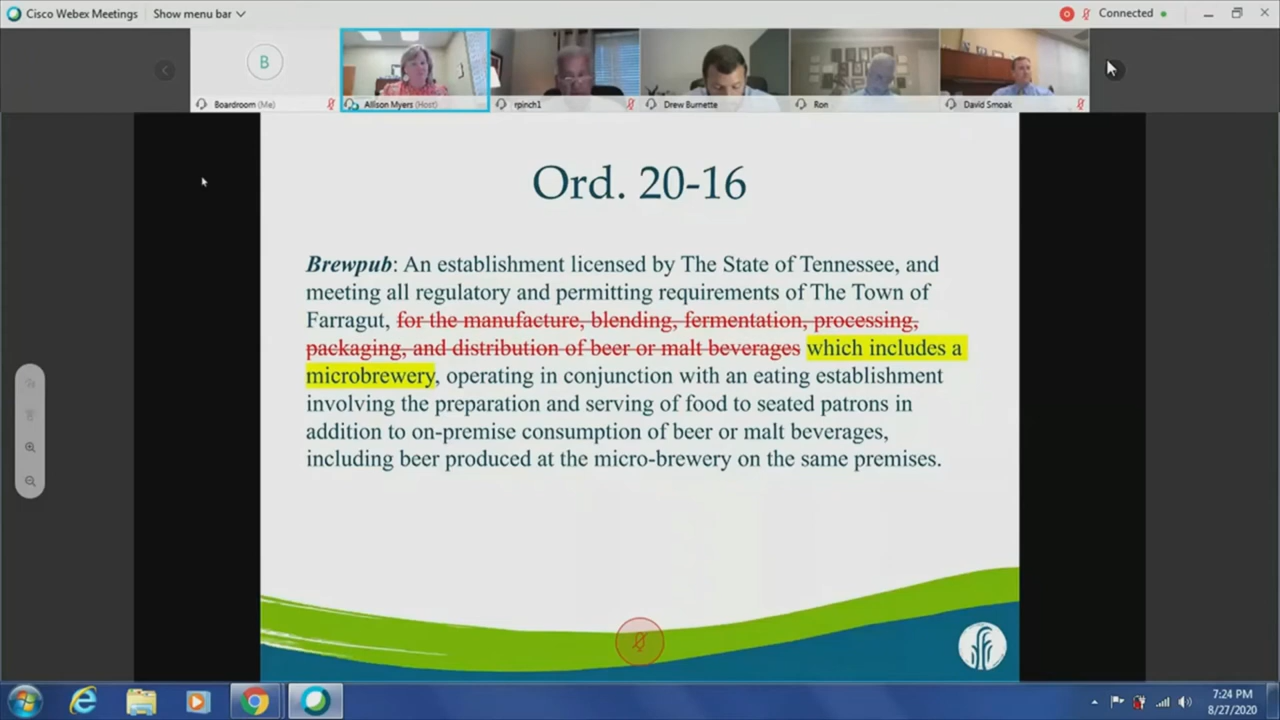 Cisco Webex Meetings Show menu bar
Connected
B
Boardroom (Me) Allison Myers (Host) rpinch1 Drew Burnette Ron David Smoak
Ord. 20-16
Brewpub: An establishment licensed by The State of Tennessee, and
meeting all regulatory and permitting requirements of The Town of
Farragut, for the manufacture, blending, fermentation, processing,
packaging, and distribution of beer or malt beverages which includes a
microbrewery, operating in conjunction with an eating establishment
involving the preparation and serving of food to seated patrons in
addition to on-premise consumption of beer or malt beverages,
including beer produced at the micro-brewery on the same premises.
7:24 PM
8/27/2020